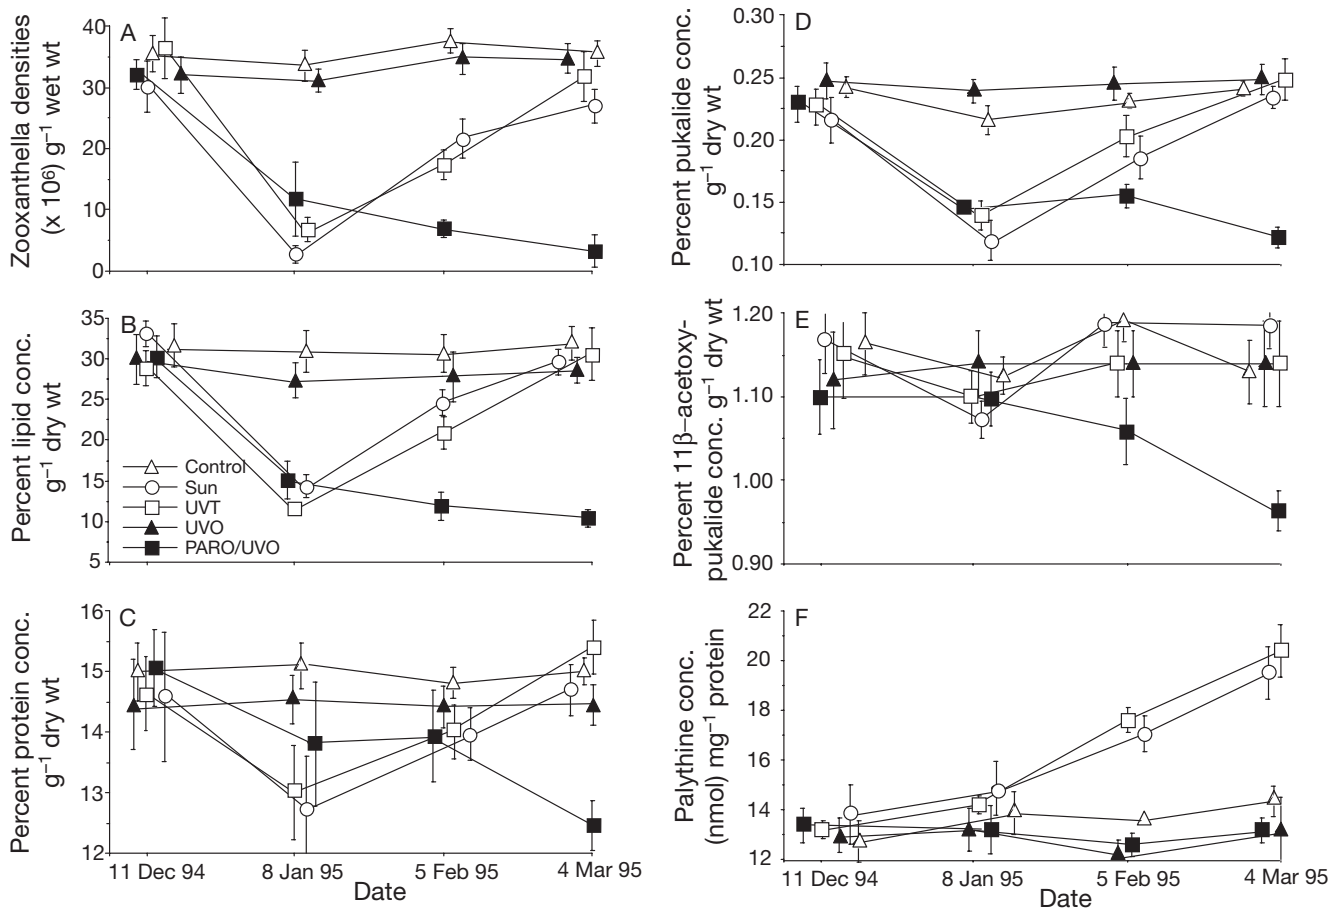 A
Zooxanthella densities
(x 10⁶) g⁻¹ wet wt
40
30
20
10
0
B
Percent lipid conc.
g⁻¹ dry wt
35
30
25
20
15
10
5
Control
Sun
UVT
UVO
PARO/UVO
C
Percent protein conc.
g⁻¹ dry wt
16
15
14
13
12
11 Dec 94
8 Jan 95
5 Feb 95
4 Mar 95
Date
D
Percent pukalide conc.
g⁻¹ dry wt
0.30
0.25
0.20
0.15
0.10
E
Percent 11β–acetoxy-
pukalide conc. g⁻¹ dry wt
1.20
1.10
1.00
0.90
F
Palythine conc.
(nmol) mg⁻¹ protein
22
20
18
16
14
12
11 Dec 94
8 Jan 95
5 Feb 95
4 Mar 95
Date